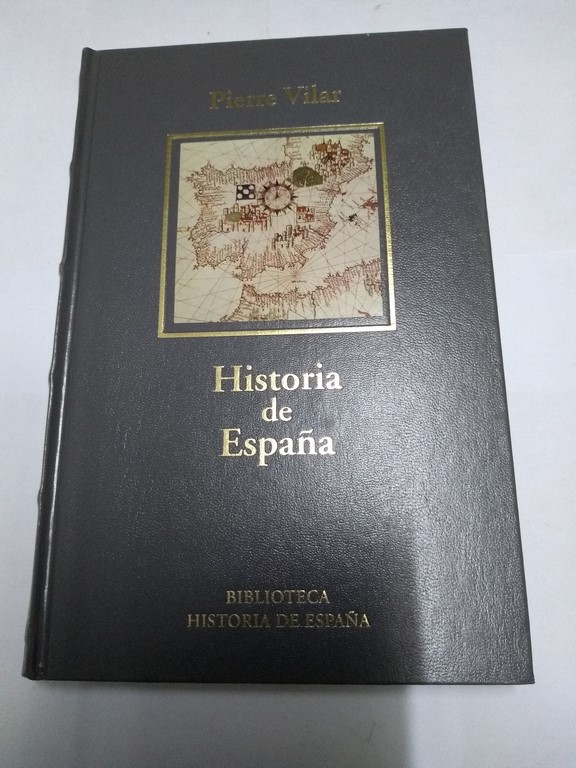 Pierre Vilar
Historia
de
España
BIBLIOTECA
HISTORIA DE ESPAÑA